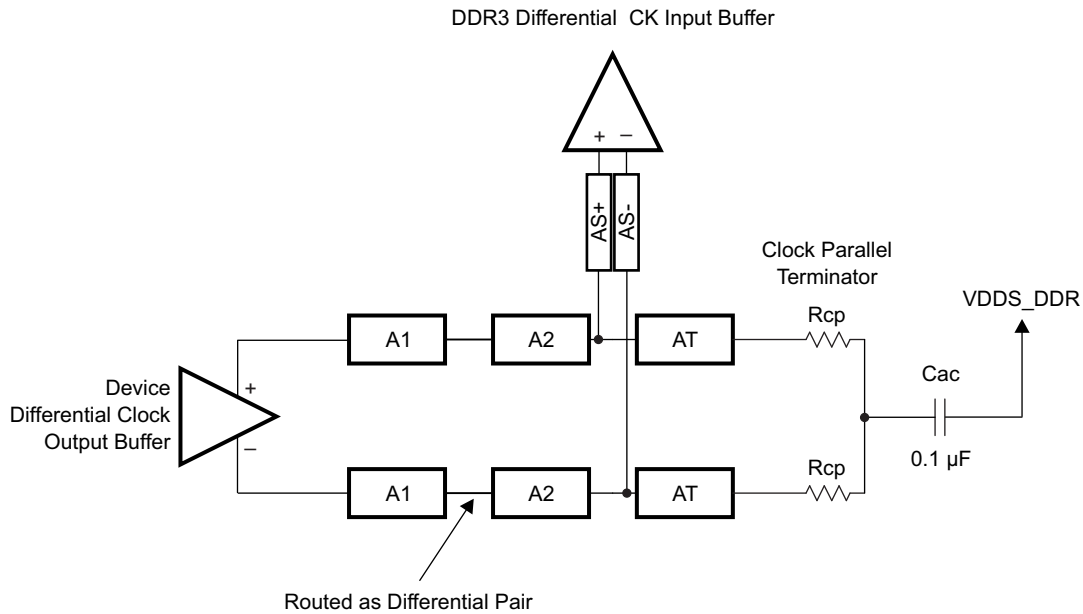 DDR3 Differential CK Input Buffer
+ –
AS+
AS-
Clock Parallel
Terminator
VDDS_DDR
A1
A2
AT
Rcp
Cac
Device
Differential Clock
Output Buffer
+
–
0.1 µF
A1
A2
AT
Rcp
Routed as Differential Pair